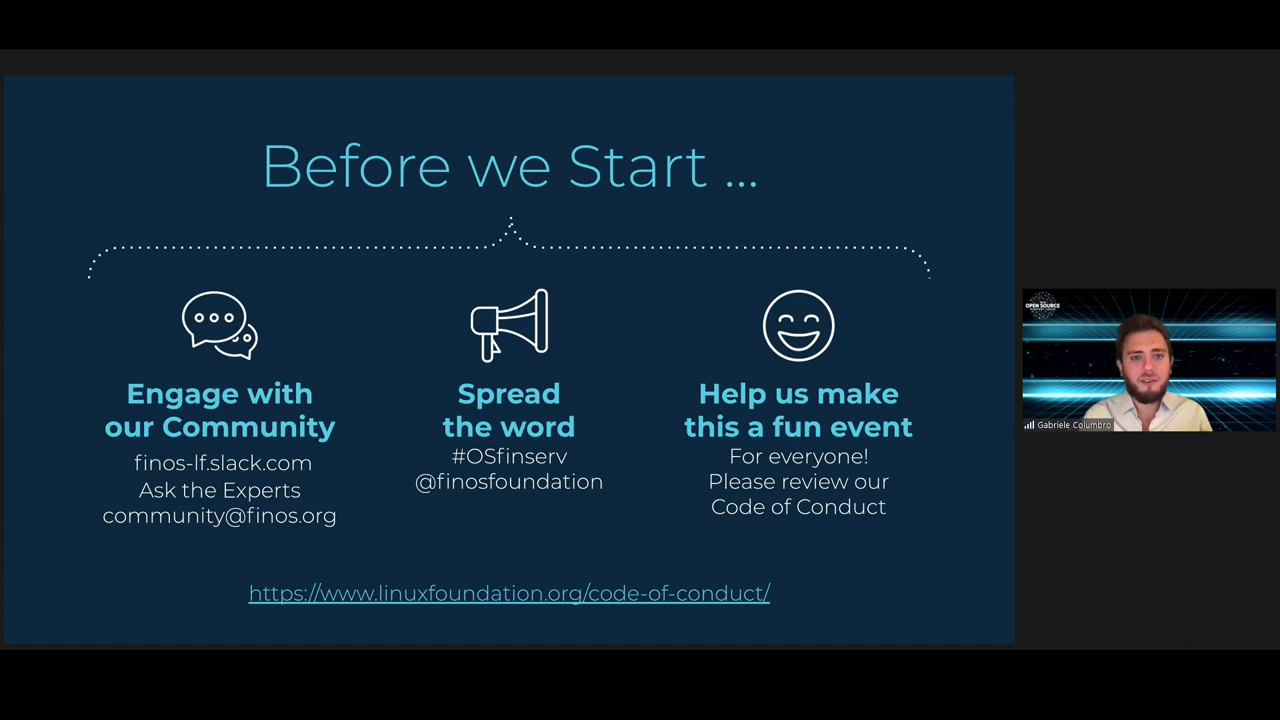 Before we Start ...
Engage with
our Community
finos-lf.slack.com
Ask the Experts
community@finos.org
Spread
the word
#OSfinserv
@finosfoundation
Help us make
this a fun event
For everyone!
Please review our
Code of Conduct
https://www.linuxfoundation.org/code-of-conduct/
OPEN SOURCE
Gabriele Columbro